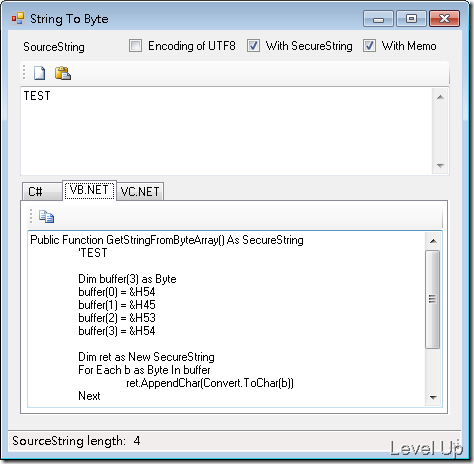 String To Byte
SourceString Encoding of UTF8 With SecureString With Memo
TEST
C# VB.NET VC.NET
Public Function GetStringFromByteArray() As SecureString
'TEST
Dim buffer(3) as Byte
buffer(0) = &H54
buffer(1) = &H45
buffer(2) = &H53
buffer(3) = &H54
Dim ret as New SecureString
For Each b as Byte In buffer
ret.AppendChar(Convert.ToChar(b))
Next
SourceString length: 4
Level Up